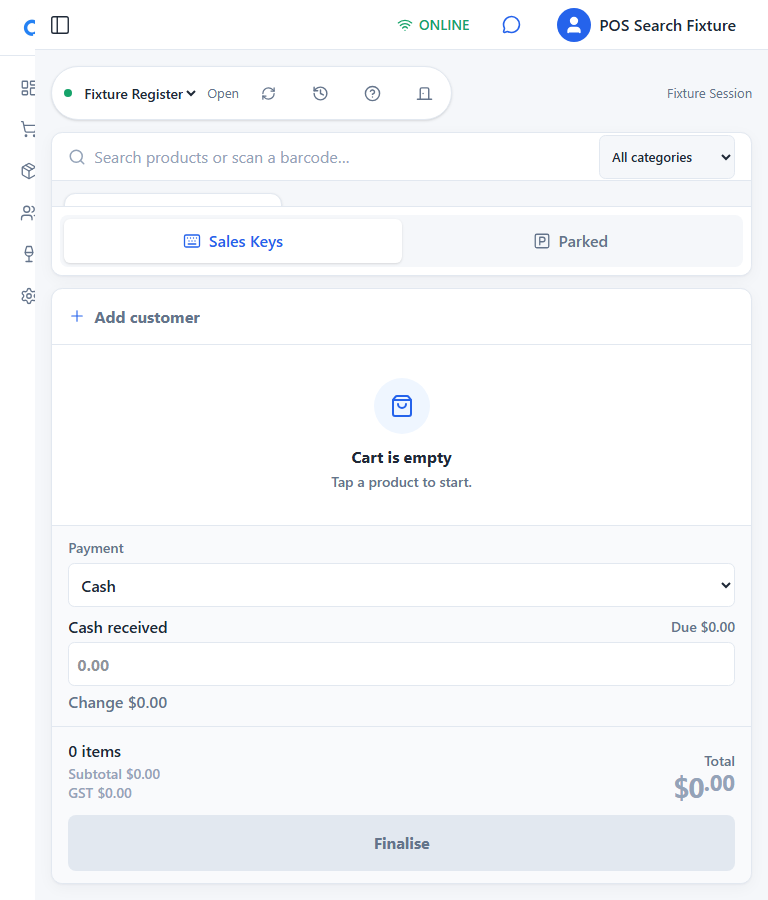 ONLINE
POS Search Fixture
Fixture Register
Open
Fixture Session
Search products or scan a barcode...
All categories
Sales Keys
Parked
Add customer
Cart is empty
Tap a product to start.
Payment
Cash
Cash received
Due $0.00
0.00
Change $0.00
0 items
Subtotal $0.00
GST $0.00
Total
$0.00
Finalise